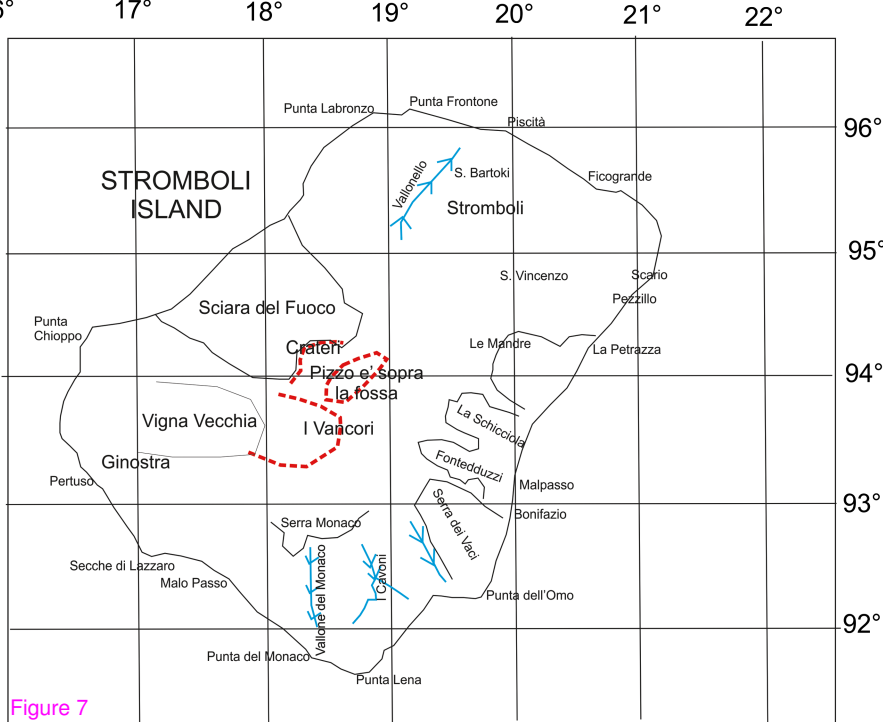 6°
17°
18°
19°
20°
21°
22°
Punta Labronzo
Punta Frontone
Piscità
96°
STROMBOLI
ISLAND
Vallonello
S. Bartoki
Ficogrande
Stromboli
95°
S. Vincenzo
Scario
Pezzillo
Sciara del Fuoco
Punta
Chioppo
Crateri
Le Mandre
La Petrazza
Pizzo e' sopra
la fossa
94°
Vigna Vecchia
I Vancori
La Schicciola
Ginostra
Fontedduzzi
Pertuso
Malpasso
93°
Serra Monaco
Serra dei Vaci
Bonifazio
Secche di Lazzaro
Malo Passo
Vallone del Monaco
I Cavoni
Punta dell'Omo
92°
Punta del Monaco
Punta Lena
Figure 7